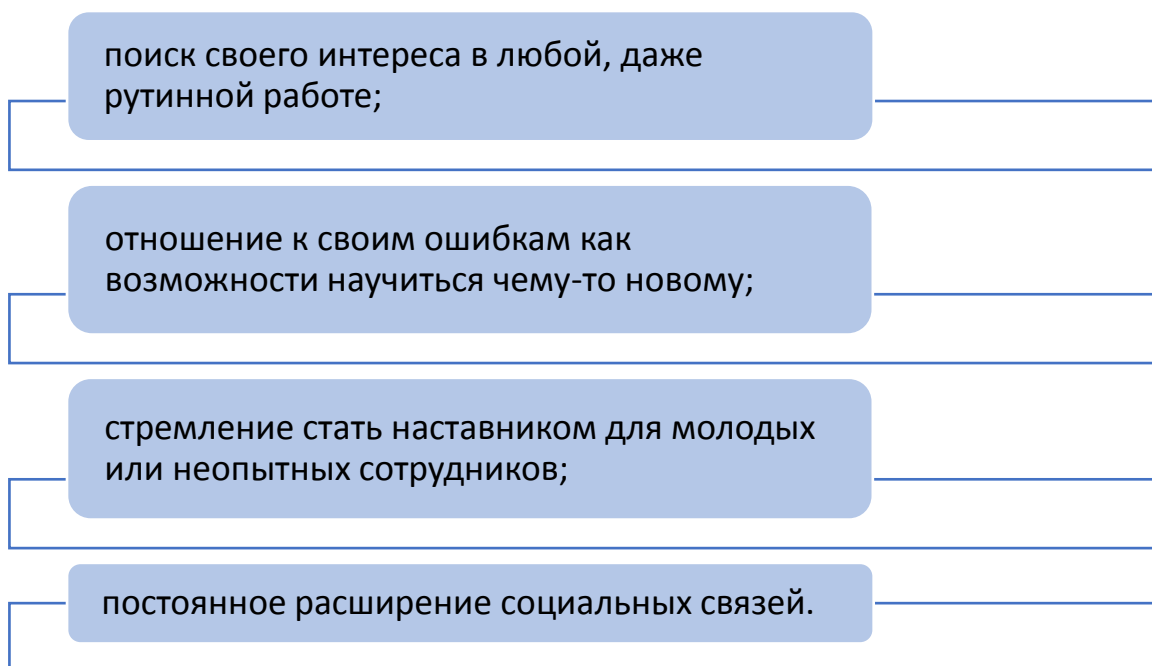 поиск своего интереса в любой, даже
рутинной работе;
отношение к своим ошибкам как
возможности научиться чему-то новому;
стремление стать наставником для молодых
или неопытных сотрудников;
постоянное расширение социальных связей.